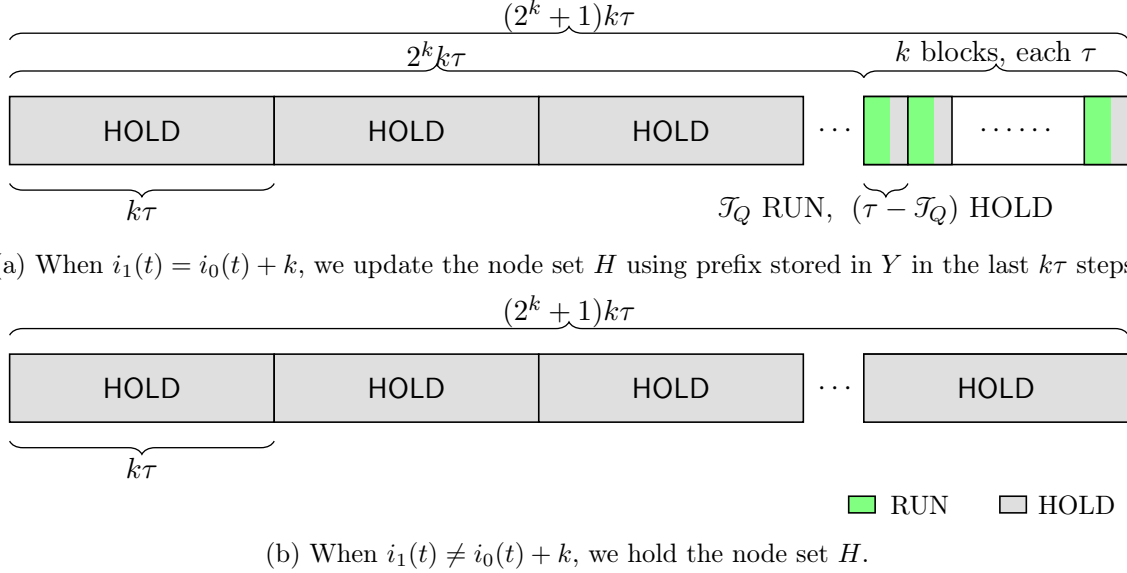 (2^k + 1)kτ
2^k kτ
k blocks, each τ
HOLD HOLD HOLD ··· ······
kτ
𝒯_Q RUN, (τ − 𝒯_Q) HOLD
a) When i_1(t) = i_0(t) + k, we update the node set H using prefix stored in Y in the last kτ steps
(2^k + 1)kτ
HOLD HOLD HOLD ··· HOLD
kτ
RUN HOLD
(b) When i_1(t) ≠ i_0(t) + k, we hold the node set H.